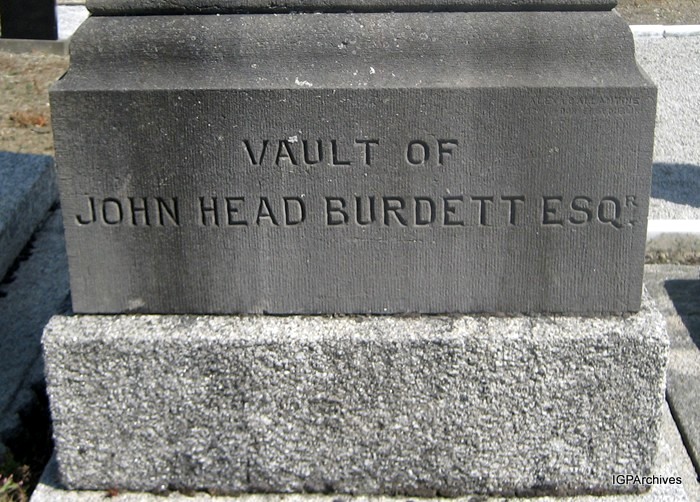 VAULT OF
JOHN HEAD BURDETT ESQR.
IGPArchives